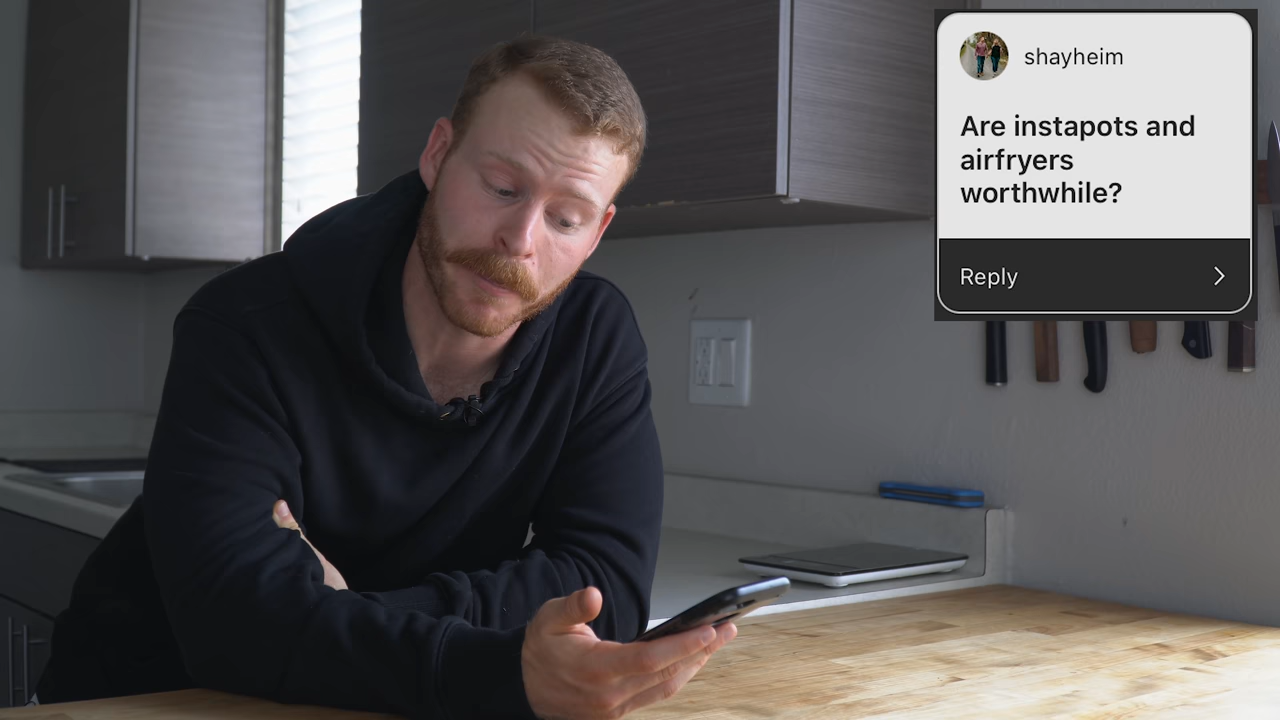 shayheim
Are instapots and
airfryers
worthwhile?
Reply